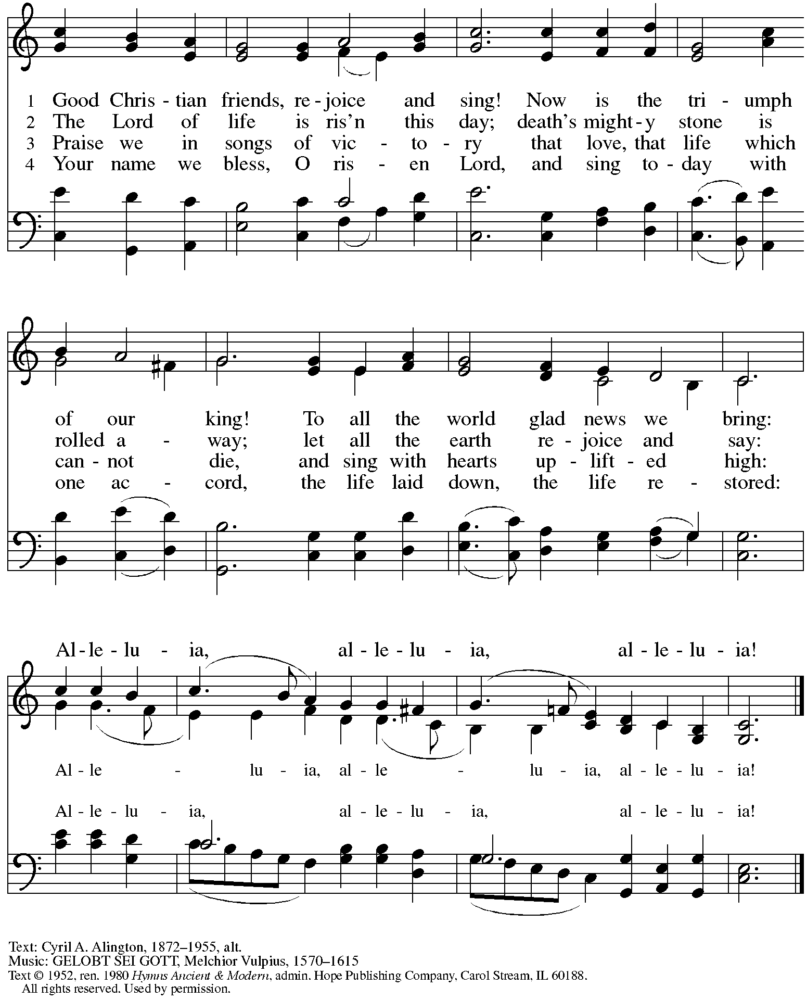 1 Good Chris - tian friends, re - joice and sing! Now is the tri - umph
2 The Lord of life is ris’n this day; death’s might - y stone is
3 Praise we in songs of vic - to - ry that love, that life which
4 Your name we bless, O ris - en Lord, and sing to - day with
of our king! To all the world glad news we bring:
rolled a - way; let all the earth re - joice and say:
can - not die, and sing with hearts up - lift - ed high:
one ac - cord, the life laid down, the life re - stored:
Al - le - lu - ia, al - le - lu - ia, al - le - lu - ia!
Al - le - lu - ia, al - le - lu - ia, al - le - lu - ia!
Al - le - lu - ia, al - le - lu - ia, al - le - lu - ia!
Text: Cyril A. Alington, 1872–1955, alt.
Music: GELOBT SEI GOTT, Melchior Vulpius, 1570–1615
Text © 1952, ren. 1980 Hymns Ancient & Modern, admin. Hope Publishing Company, Carol Stream, IL 60188.
All rights reserved. Used by permission.